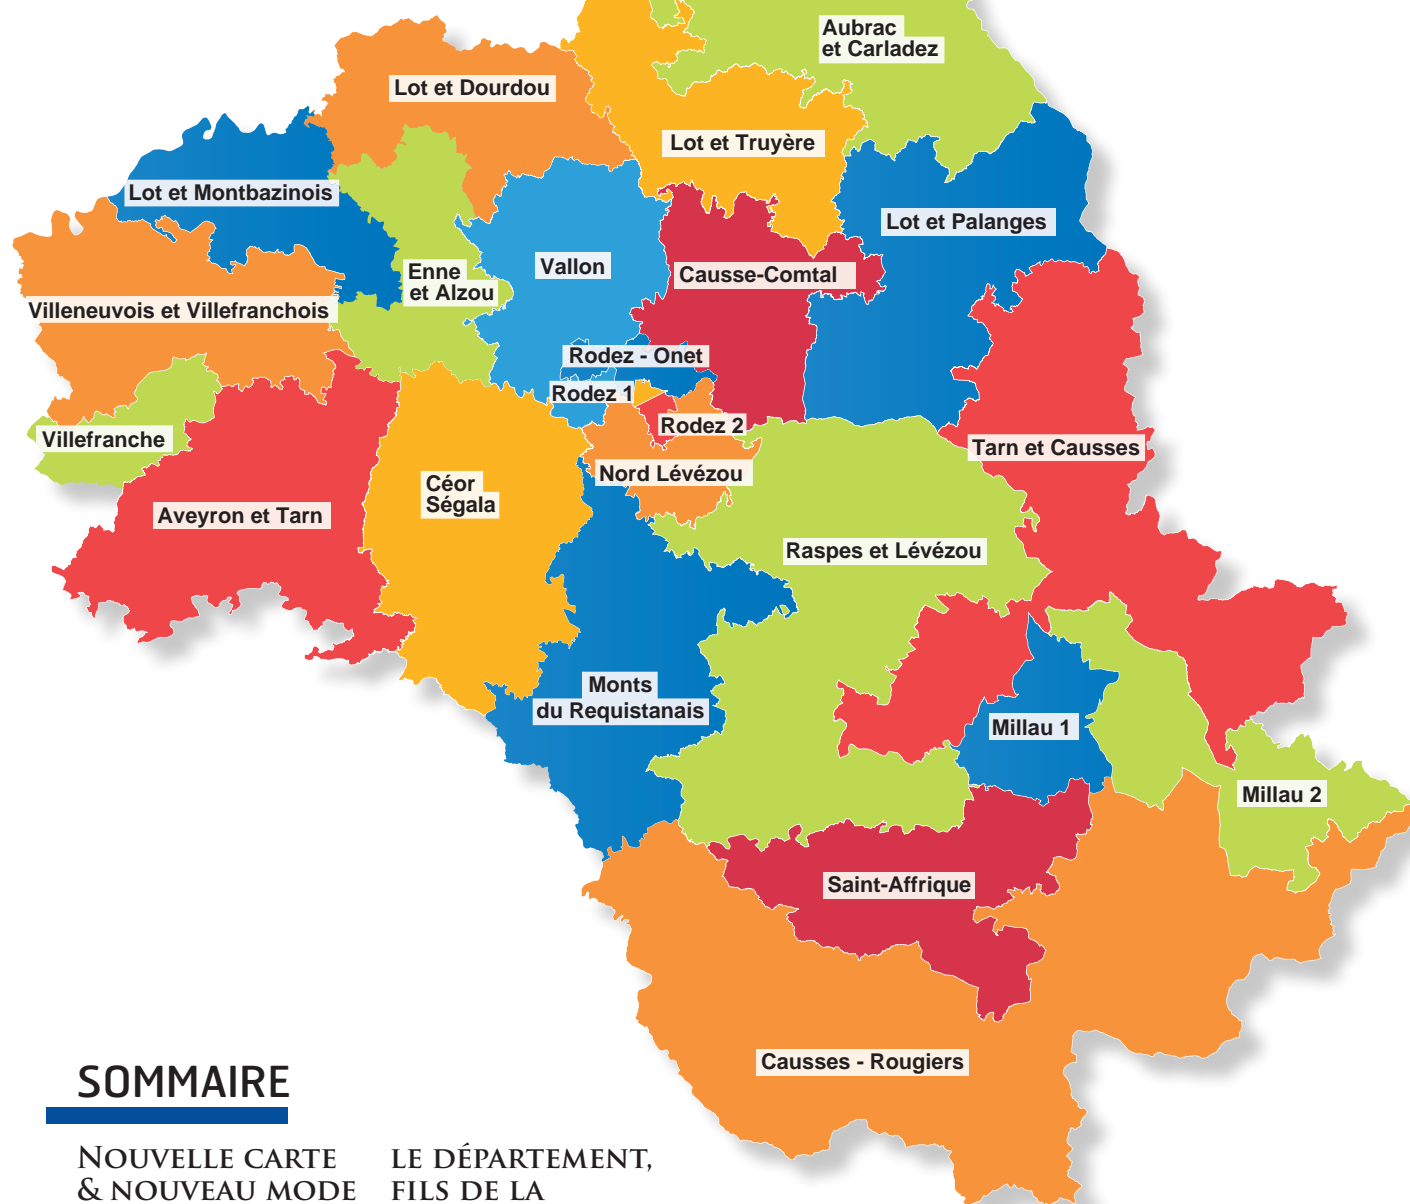 Aubrac
et Carladez
Lot et Dourdou
Lot et Truyère
Lot et Montbazinois
Lot et Palanges
Vallon
Causse-Comtal
Enne
et Alzou
Villeneuvois et Villefranchois
Rodez - Onet
Rodez 1
Rodez 2
Villefranche
Tarn et Causses
Nord Lévézou
Céor
Ségala
Aveyron et Tarn
Raspes et Lévézou
Monts
du Requistanais
Millau 1
Millau 2
Saint-Affrique
Causses - Rougiers
SOMMAIRE
NOUVELLE CARTE
& NOUVEAU MODE
LE DÉPARTEMENT,
FILS DE LA